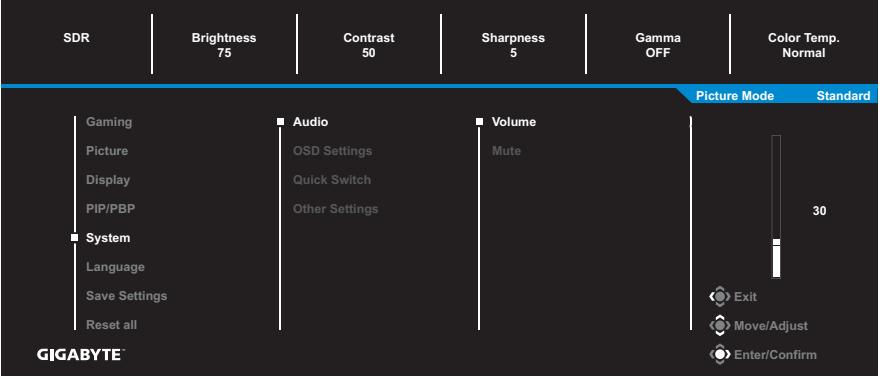 SDR
Brightness
75
Contrast
50
Sharpness
5
Gamma
OFF
Color Temp.
Normal
Picture Mode Standard
Gaming
Picture
Display
PIP/PBP
System
Language
Save Settings
Reset all
Audio
OSD Settings
Quick Switch
Other Settings
Volume
Mute
30
Exit
Move/Adjust
Enter/Confirm
GIGABYTE™